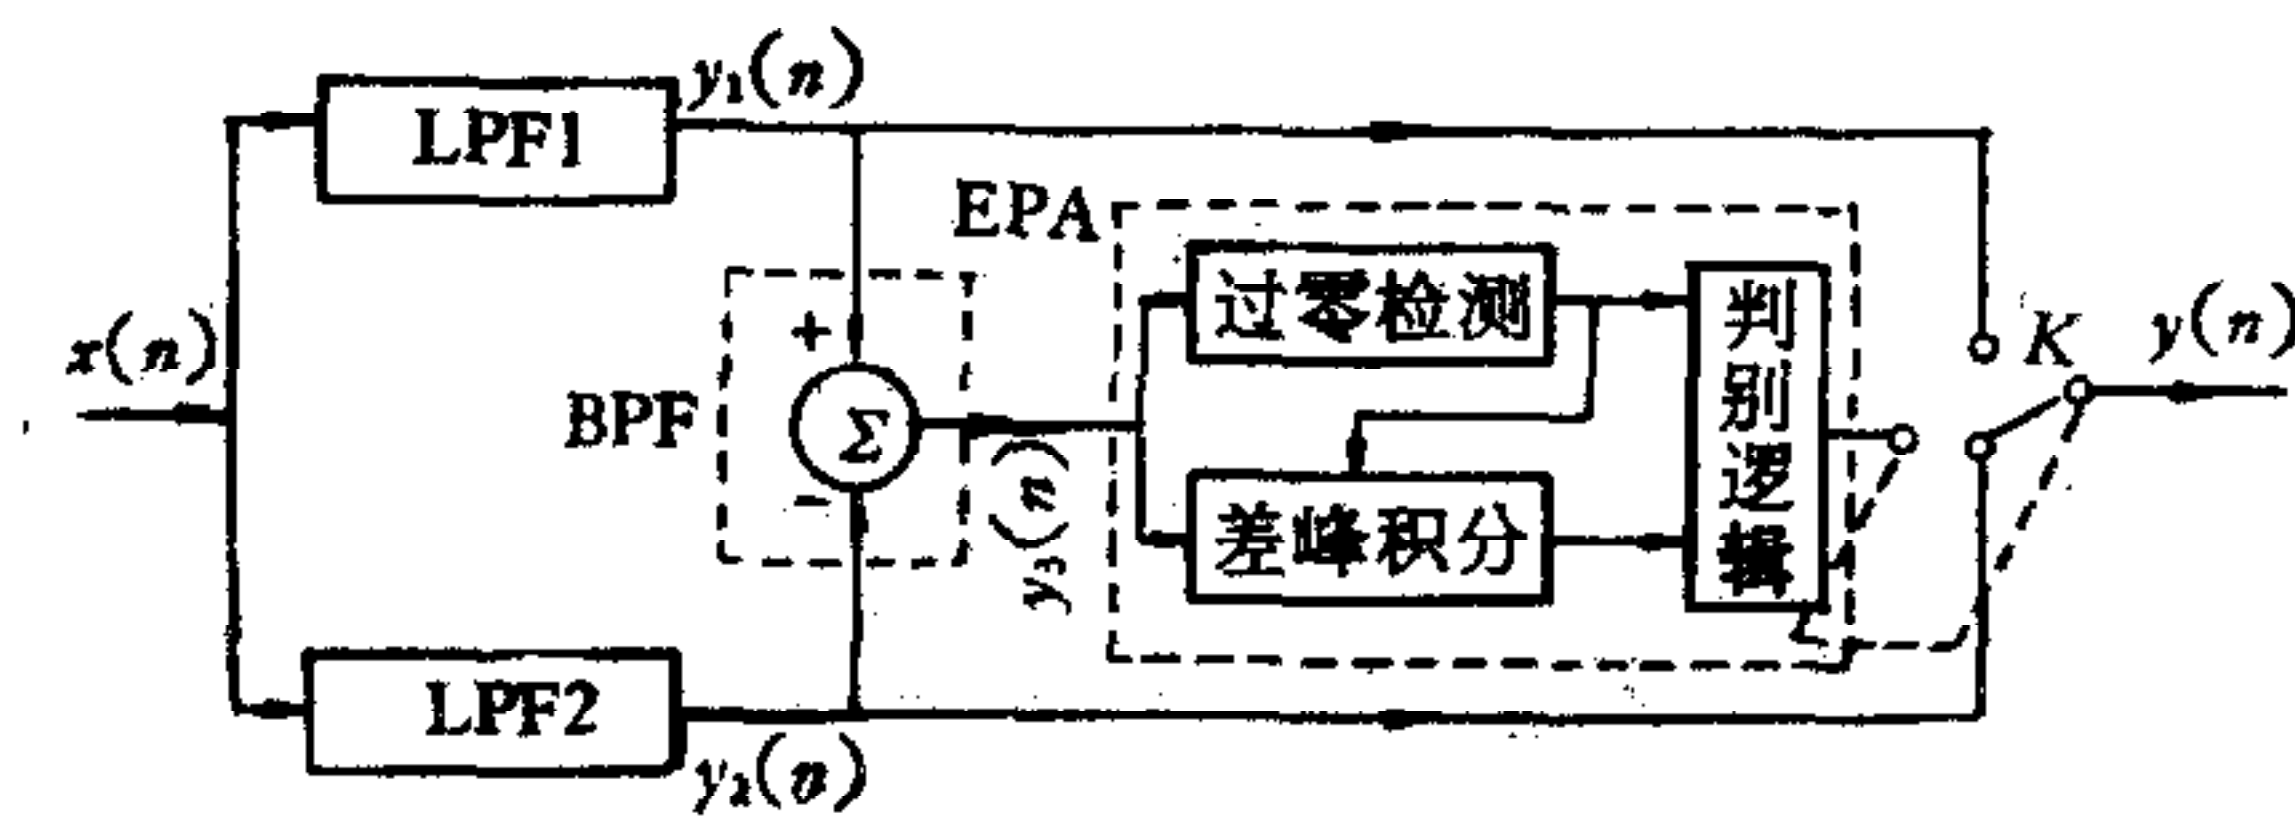 y₁(n)
LPF1
EPA
过零检测
判别逻辑
+
x(n)
BPF
Σ
K
y(n)
−
y₃(n)
差峰积分
LPF2
y₂(n)